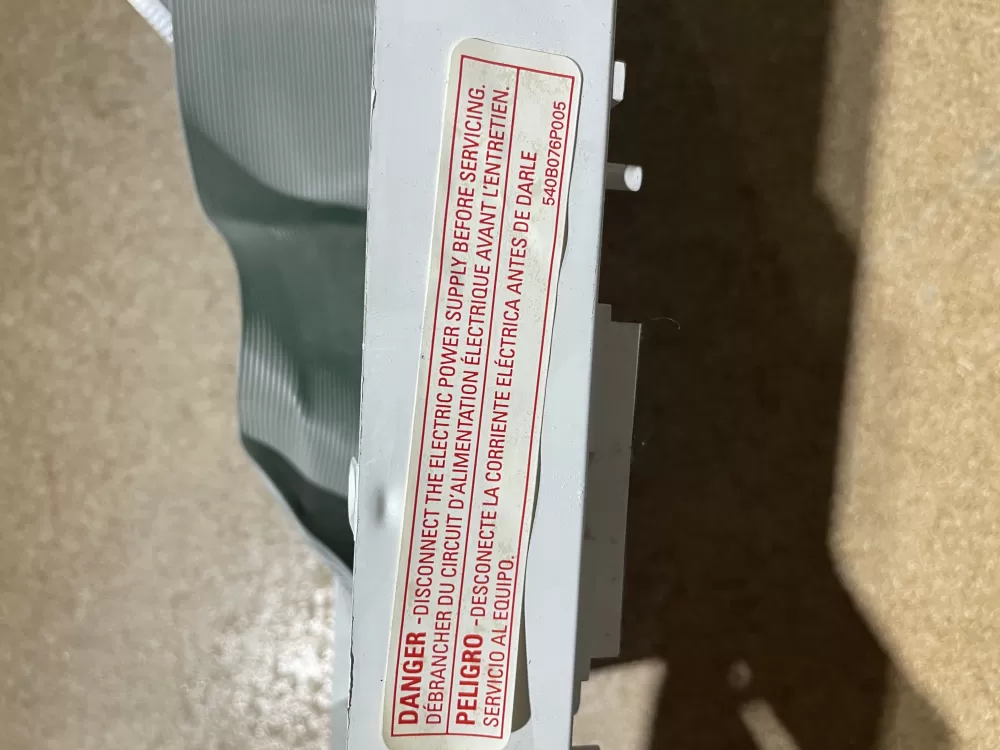 DANGER -DISCONNECT THE ELECTRIC POWER SUPPLY BEFORE SERVICING.
DÉBRANCHER DU CIRCUIT D'ALIMENTATION ÉLECTRIQUE AVANT L'ENTRETIEN.
PELIGRO -DESCONECTE LA CORRIENTE ELÉCTRICA ANTES DE DARLE
SERVICIO AL EQUIPO.
540B076P005